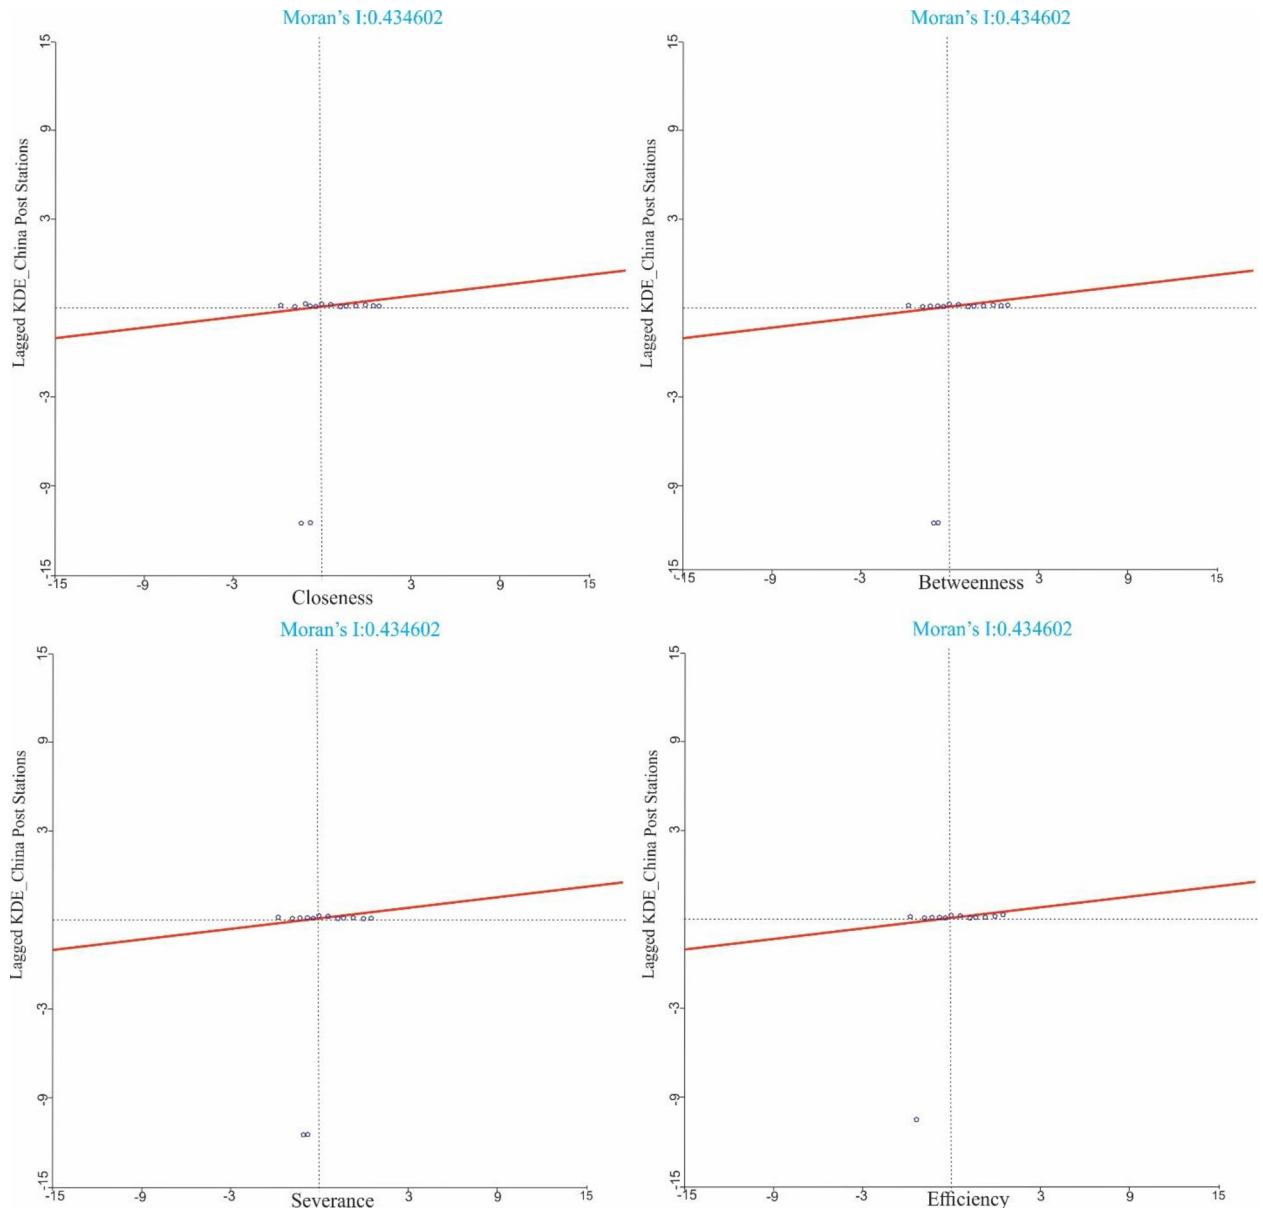 Moran's I:0.434602
15
9
3
-3
-9
-15
Lagged KDE_China Post Stations
-15 -9 -3 3 9 15
Closeness
Moran's I:0.434602
15
9
3
-3
-9
-15
Lagged KDE_China Post Stations
-15 -9 -3 3 9 15
Betweenness
Moran's I:0.434602
15
9
3
-3
-9
-15
Lagged KDE_China Post Stations
-15 -9 -3 3 9 15
Severance
Moran's I:0.434602
15
9
3
-3
-9
-15
Lagged KDE_China Post Stations
-15 -9 -3 3 9 15
Efficiency